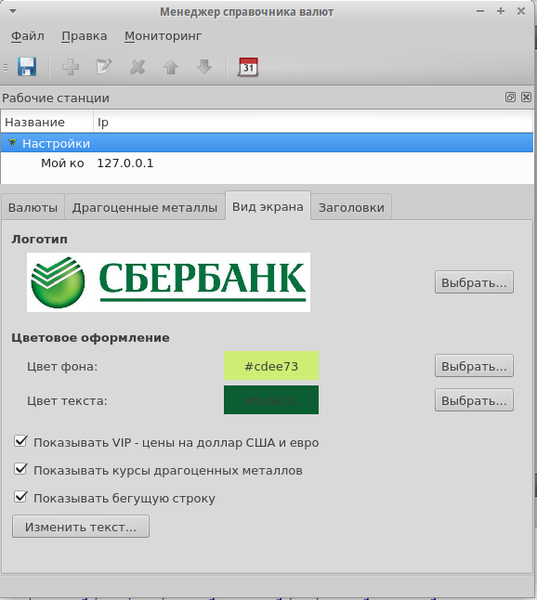 Менеджер справочника валют
Файл Правка Мониторинг
31
Рабочие станции
Название Ip
Настройки
Мой ко 127.0.0.1
Валюты Драгоценные металлы Вид экрана Заголовки
Логотип
СБЕРБАНК
Выбрать...
Цветовое оформление
Цвет фона: #cdee73 Выбрать...
Цвет текста: Выбрать...
Показывать VIP - цены на доллар США и евро
Показывать курсы драгоценных металлов
Показывать бегущую строку
Изменить текст...